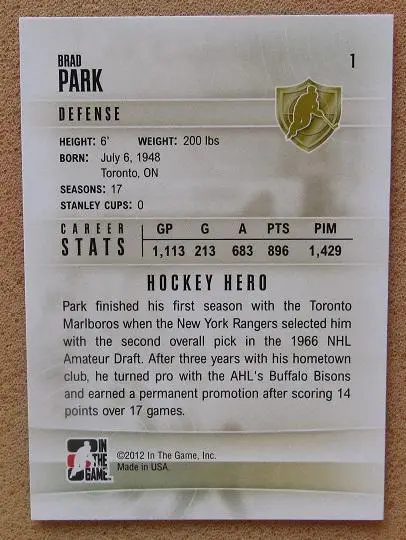 BRAD
PARK
1
DEFENSE
HEIGHT: 6' WEIGHT: 200 lbs
BORN: July 6, 1948
Toronto, ON
SEASONS: 17
STANLEY CUPS: 0
CAREER STATS
GP G A PTS PIM
1,113 213 683 896 1,429
HOCKEY HERO
Park finished his first season with the Toronto
Marlboros when the New York Rangers selected him
with the second overall pick in the 1966 NHL
Amateur Draft. After three years with his hometown
club, he turned pro with the AHL's Buffalo Bisons
and earned a permanent promotion after scoring 14
points over 17 games.
IN
THE
GAME
©2012 In The Game, Inc.
Made in USA.